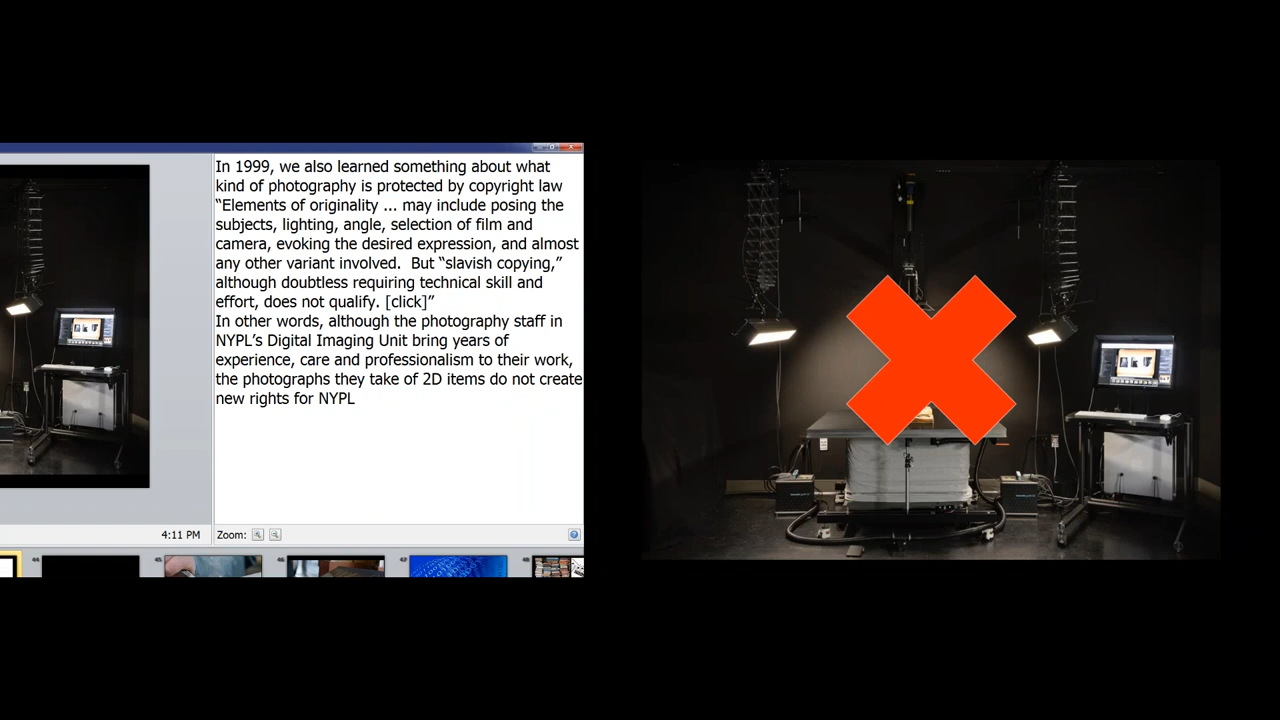 In 1999, we also learned something about what
kind of photography is protected by copyright law
“Elements of originality ... may include posing the
subjects, lighting, angle, selection of film and
camera, evoking the desired expression, and almost
any other variant involved.  But “slavish copying,”
although doubtless requiring technical skill and
effort, does not qualify. [click]”
In other words, although the photography staff in
NYPL’s Digital Imaging Unit bring years of
experience, care and professionalism to their work,
the photographs they take of 2D items do not create
new rights for NYPL
4:11 PM
Zoom:
44 45 46 47 48